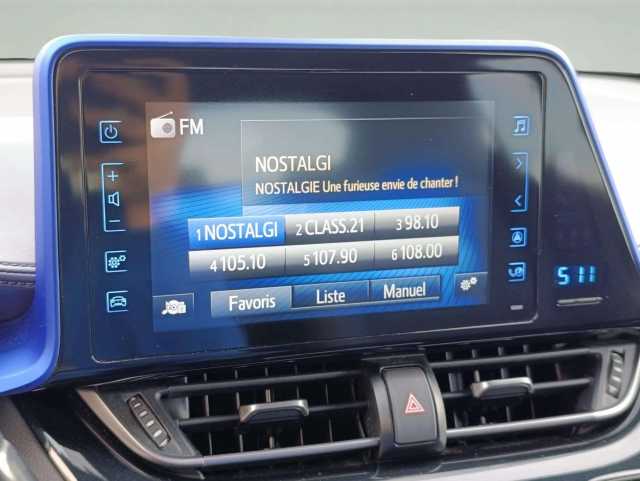 FM
NOSTALGI
NOSTALGIE Une furieuse envie de chanter !
1 NOSTALGI 2 CLASS.21 3 98.10
4 105.10 5 107.90 6 108.00
Favoris Liste Manuel
5 11